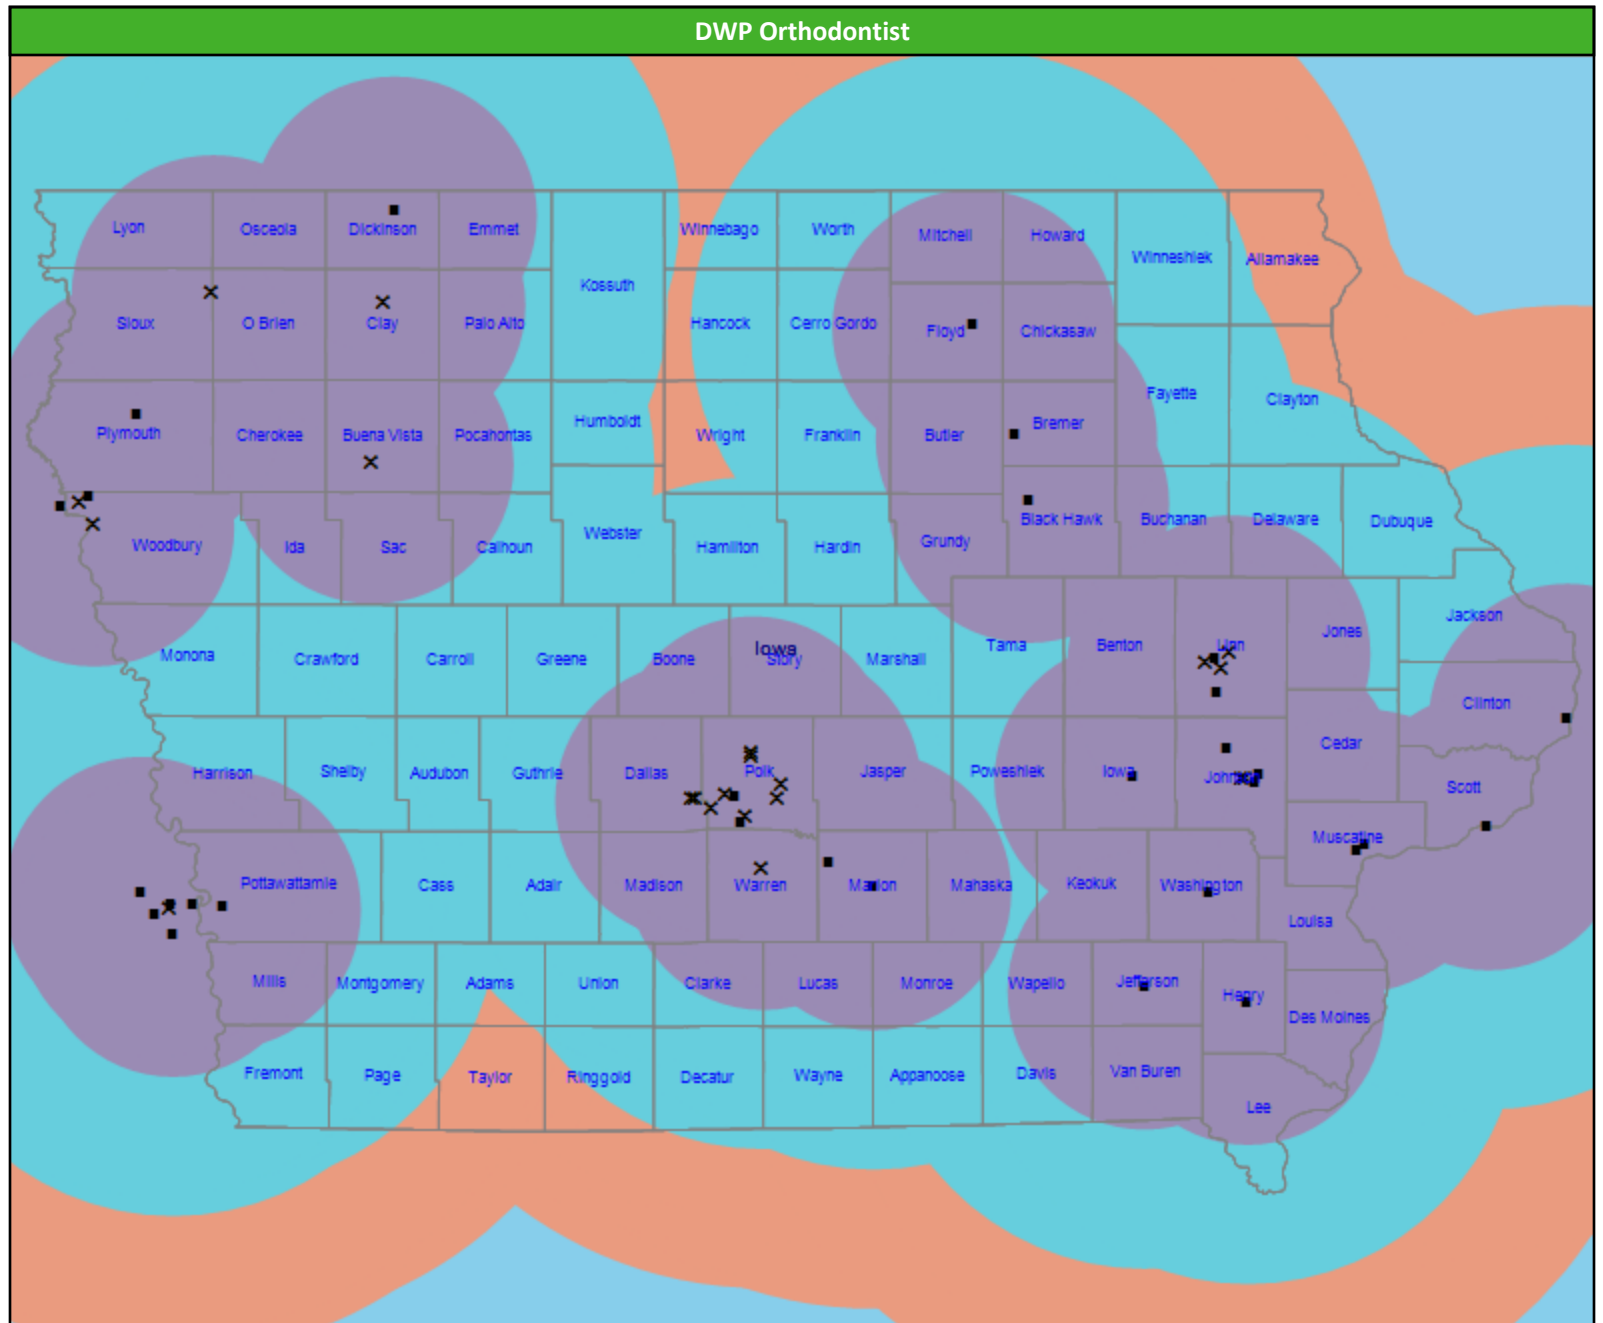 DWP Orthodontist
Lyon
Osceola
Dickinson
Emmet
Winnebago
Worth
Mitchell
Howard
Winneshiek
Allamakee
Kossuth
Sioux
O Brien
Clay
Palo Alto
Hancock
Cerro Gordo
Floyd
Chickasaw
Fayette
Clayton
Plymouth
Cherokee
Buena Vista
Pocahontas
Humboldt
Wright
Franklin
Butler
Bremer
Woodbury
Ida
Sac
Calhoun
Webster
Hamilton
Hardin
Grundy
Black Hawk
Buchanan
Delaware
Dubuque
Jackson
Monona
Crawford
Carroll
Greene
Boone
Iowa
Story
Marshall
Tama
Benton
Linn
Jones
Clinton
Harrison
Shelby
Audubon
Guthrie
Dallas
Polk
Jasper
Poweshiek
Iowa
Johnson
Cedar
Scott
Muscatine
Pottawattamie
Cass
Adair
Madison
Warren
Marion
Mahaska
Keokuk
Washington
Louisa
Mills
Montgomery
Adams
Union
Clarke
Lucas
Monroe
Wapello
Jefferson
Henry
Des Moines
Fremont
Page
Taylor
Ringgold
Decatur
Wayne
Appanoose
Davis
Van Buren
Lee